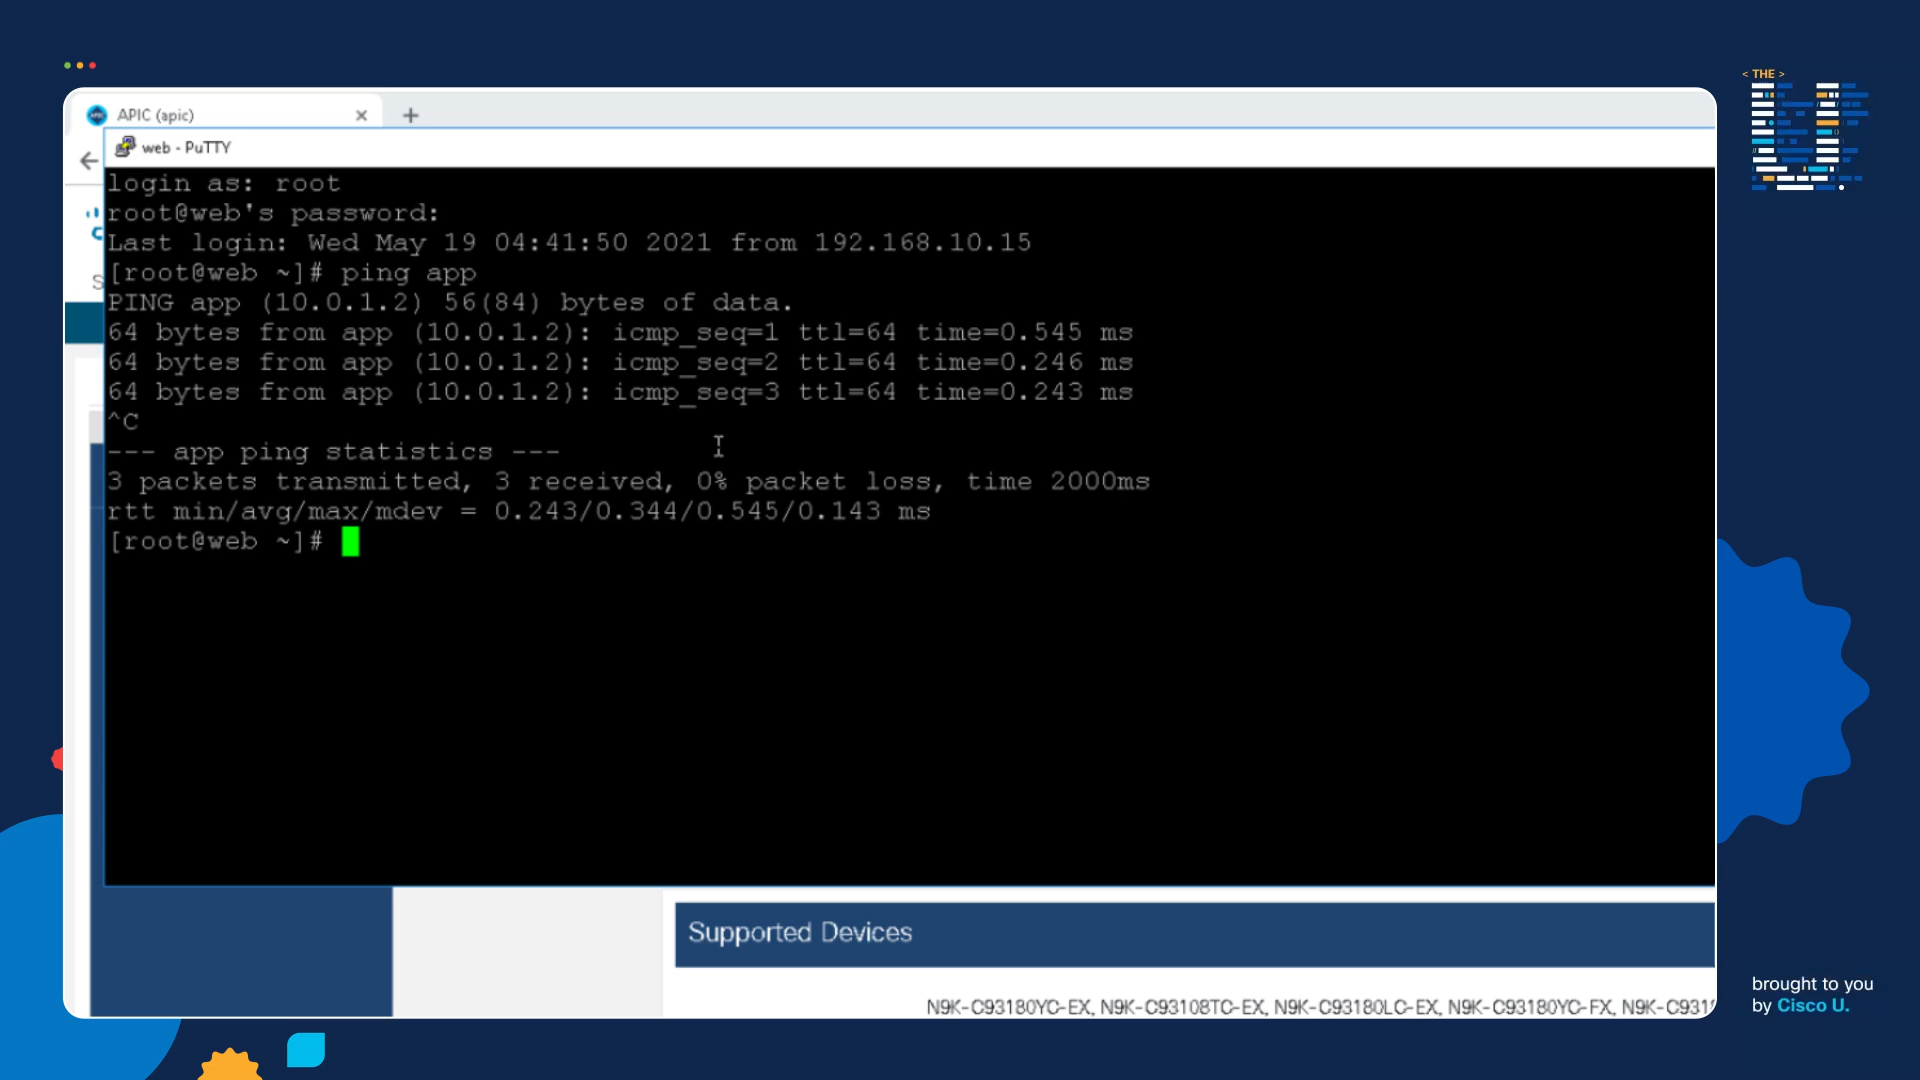 < THE >
APIC (apic)
web - PuTTY
login as: root
root@web's password:
Last login: Wed May 19 04:41:50 2021 from 192.168.10.15
[root@web ~]# ping app
PING app (10.0.1.2) 56(84) bytes of data.
64 bytes from app (10.0.1.2): icmp_seq=1 ttl=64 time=0.545 ms
64 bytes from app (10.0.1.2): icmp_seq=2 ttl=64 time=0.246 ms
64 bytes from app (10.0.1.2): icmp_seq=3 ttl=64 time=0.243 ms
^C
--- app ping statistics ---
3 packets transmitted, 3 received, 0% packet loss, time 2000ms
rtt min/avg/max/mdev = 0.243/0.344/0.545/0.143 ms
[root@web ~]#
Supported Devices
N9K-C93180YC-EX, N9K-C93108TC-EX, N9K-C93180LC-EX, N9K-C93180YC-FX, N9K-C931
brought to you
by Cisco U.